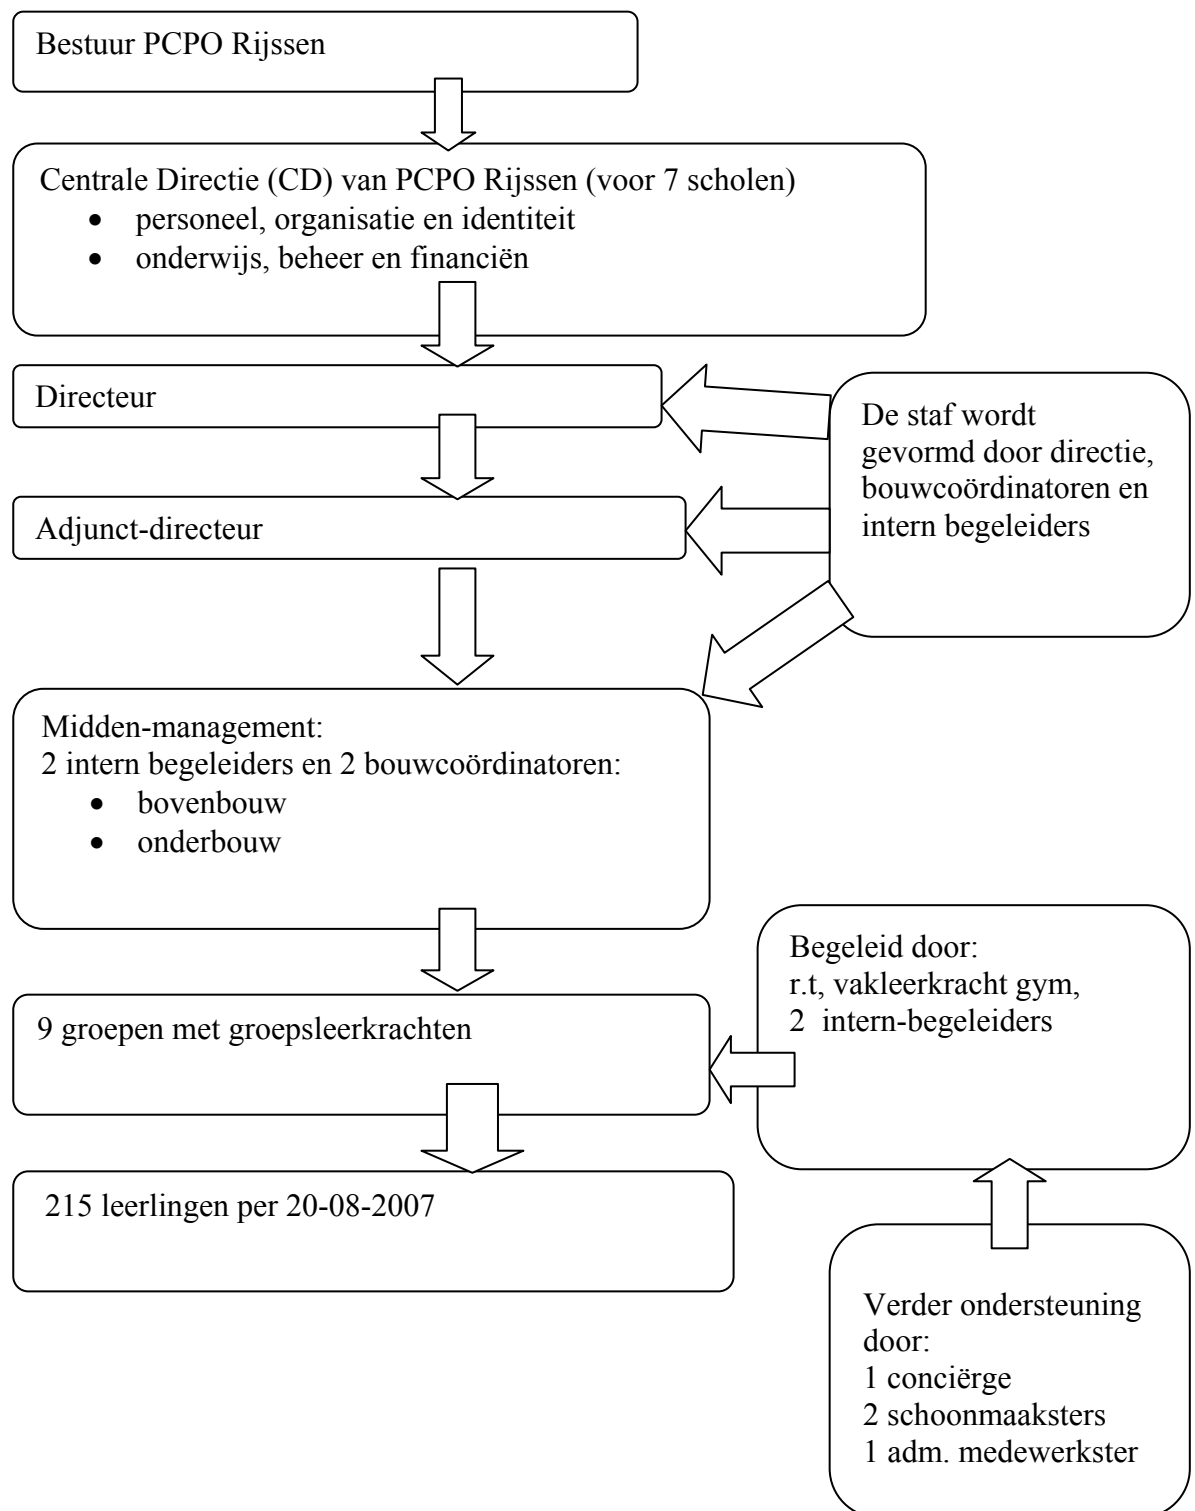 Bestuur PCPO Rijssen
Centrale Directie (CD) van PCPO Rijssen (voor 7 scholen)
• personeel, organisatie en identiteit
• onderwijs, beheer en financiën
Directeur
De staf wordt
gevormd door directie,
bouwcoördinatoren en
intern begeleiders
Adjunct-directeur
Midden-management:
2 intern begeleiders en 2 bouwcoördinatoren:
• bovenbouw
• onderbouw
Begeleid door:
r.t, vakleerkracht gym,
2 intern-begeleiders
9 groepen met groepsleerkrachten
215 leerlingen per 20-08-2007
Verder ondersteuning
door:
1 conciërge
2 schoonmaaksters
1 adm. medewerkster